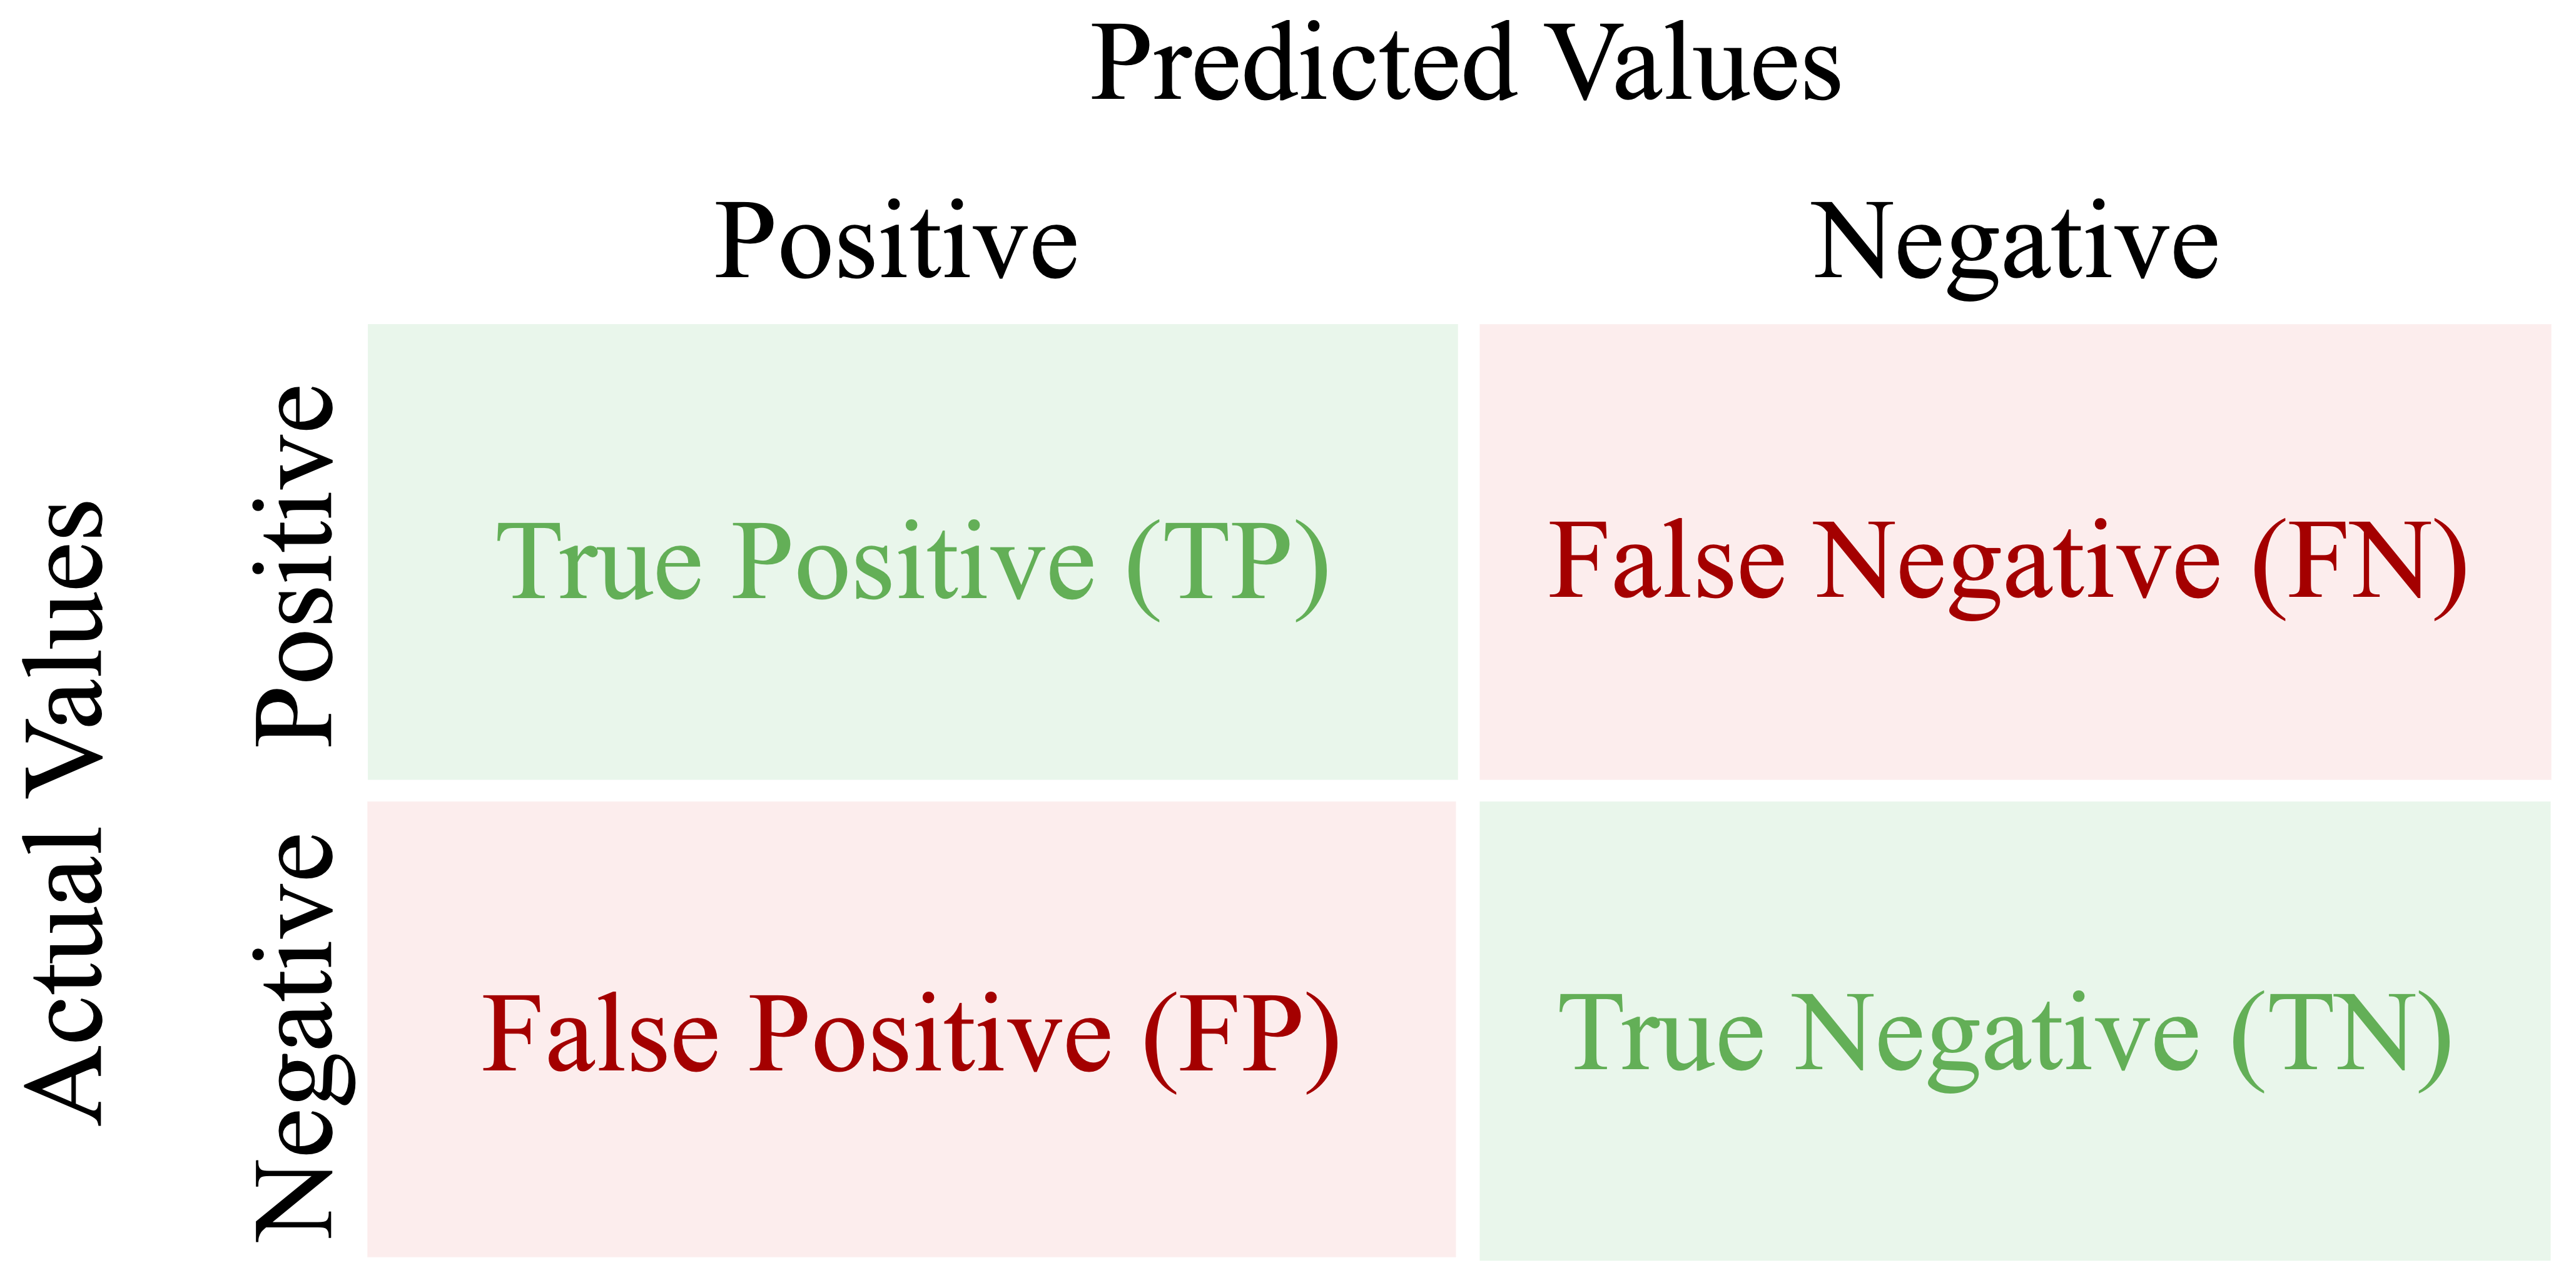 Predicted Values
Positive
Negative
Actual Values
Positive
True Positive (TP)
False Negative (FN)
Negative
False Positive (FP)
True Negative (TN)